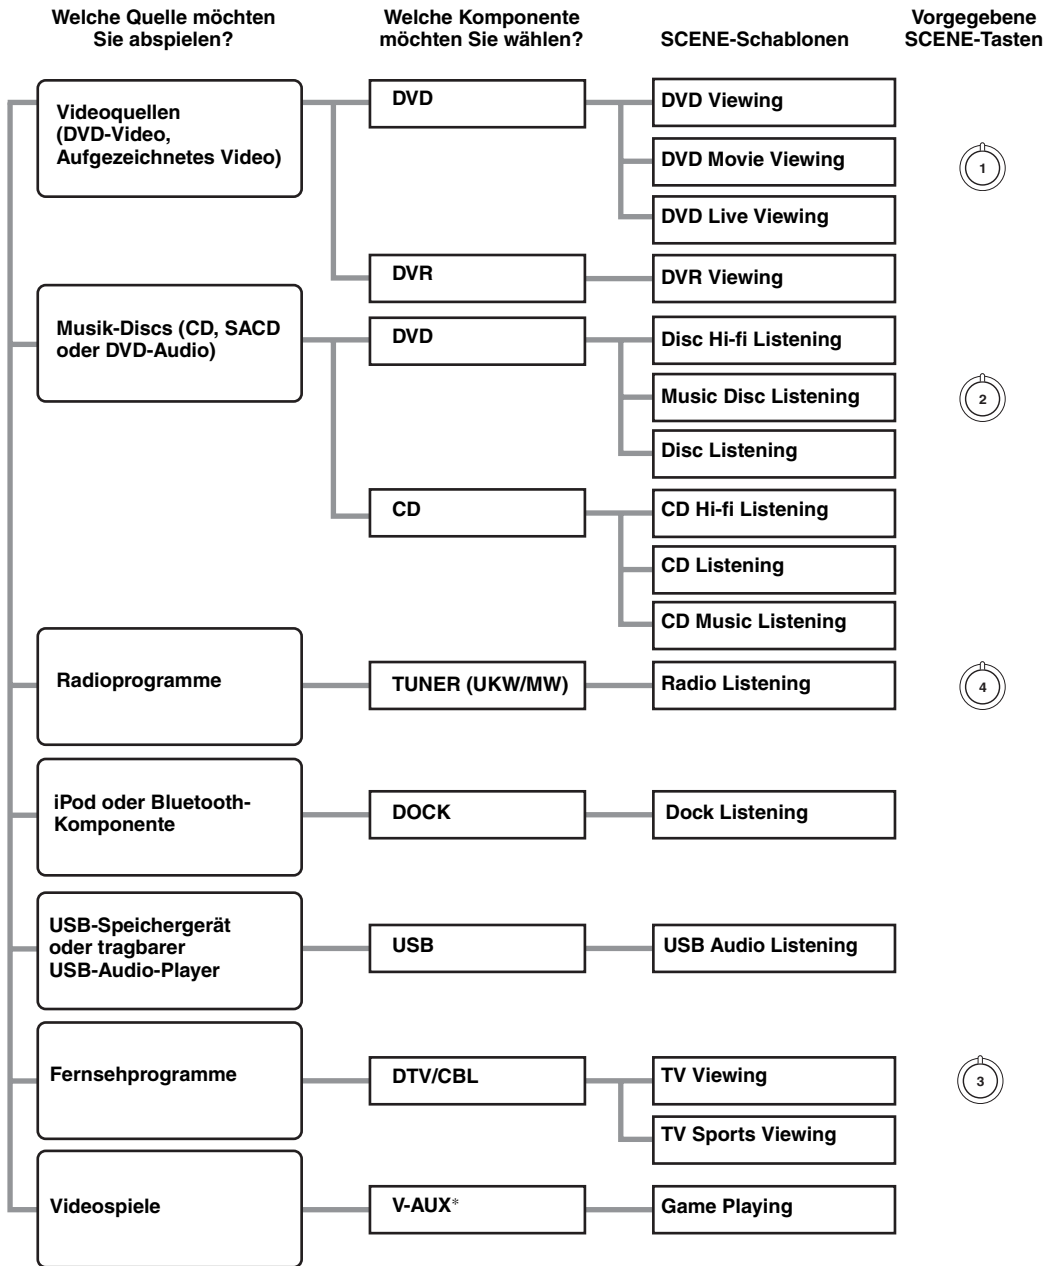 Welche Quelle möchten
Sie abspielen?
Welche Komponente
möchten Sie wählen?
SCENE-Schablonen
Vorgegebene
SCENE-Tasten
Videoquellen
(DVD-Video,
Aufgezeichnetes Video)
DVD
DVD Viewing
DVD Movie Viewing
1
DVD Live Viewing
DVR
DVR Viewing
Musik-Discs (CD, SACD
oder DVD-Audio)
DVD
Disc Hi-fi Listening
Music Disc Listening
2
Disc Listening
CD
CD Hi-fi Listening
CD Listening
CD Music Listening
Radioprogramme
TUNER (UKW/MW)
Radio Listening
4
iPod oder Bluetooth-
Komponente
DOCK
Dock Listening
USB-Speichergerät
oder tragbarer
USB-Audio-Player
USB
USB Audio Listening
Fernsehprogramme
DTV/CBL
TV Viewing
3
TV Sports Viewing
Videospiele
V-AUX*
Game Playing